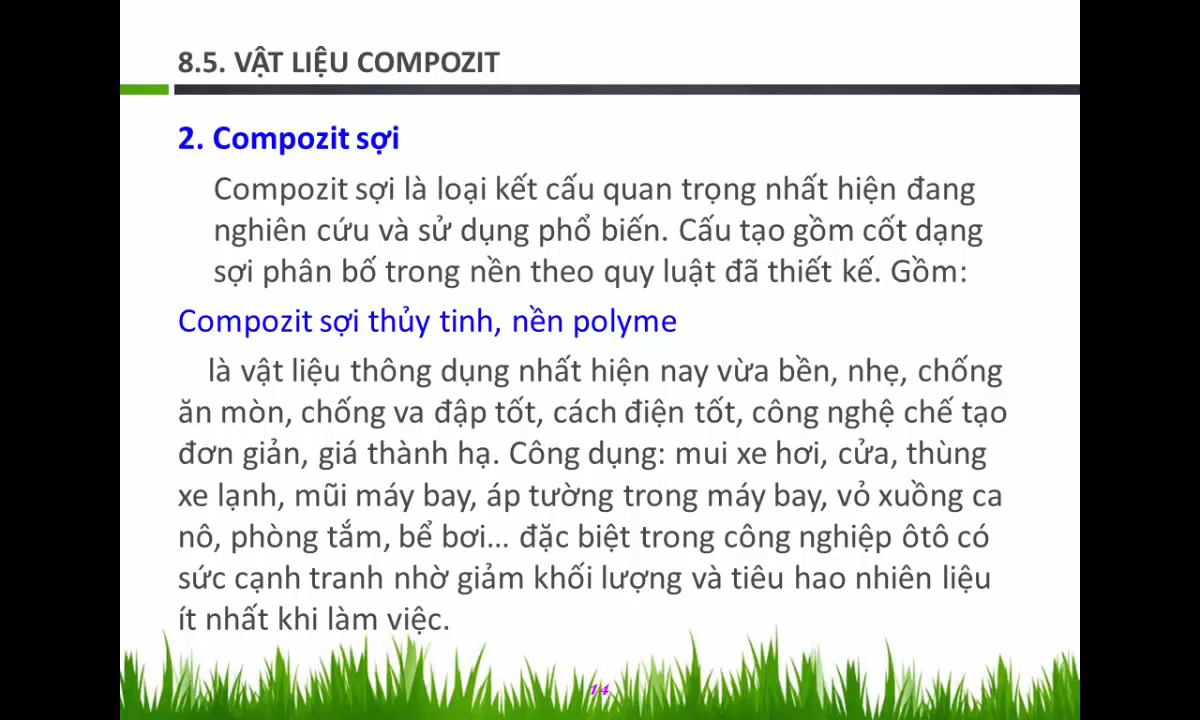 8.5. VẬT LIỆU COMPOZIT
2. Compozit sợi
Compozit sợi là loại kết cấu quan trọng nhất hiện đang
nghiên cứu và sử dụng phổ biến. Cấu tạo gồm cốt dạng
sợi phân bố trong nền theo quy luật đã thiết kế. Gồm:
Compozit sợi thủy tinh, nền polyme
là vật liệu thông dụng nhất hiện nay vừa bền, nhẹ, chống
ăn mòn, chống va đập tốt, cách điện tốt, công nghệ chế tạo
đơn giản, giá thành hạ. Công dụng: mui xe hơi, cửa, thùng
xe lạnh, mũi máy bay, áp tường trong máy bay, vỏ xuồng ca
nô, phòng tắm, bể bơi... đặc biệt trong công nghiệp ôtô có
sức cạnh tranh nhờ giảm khối lượng và tiêu hao nhiên liệu
ít nhất khi làm việc.
14